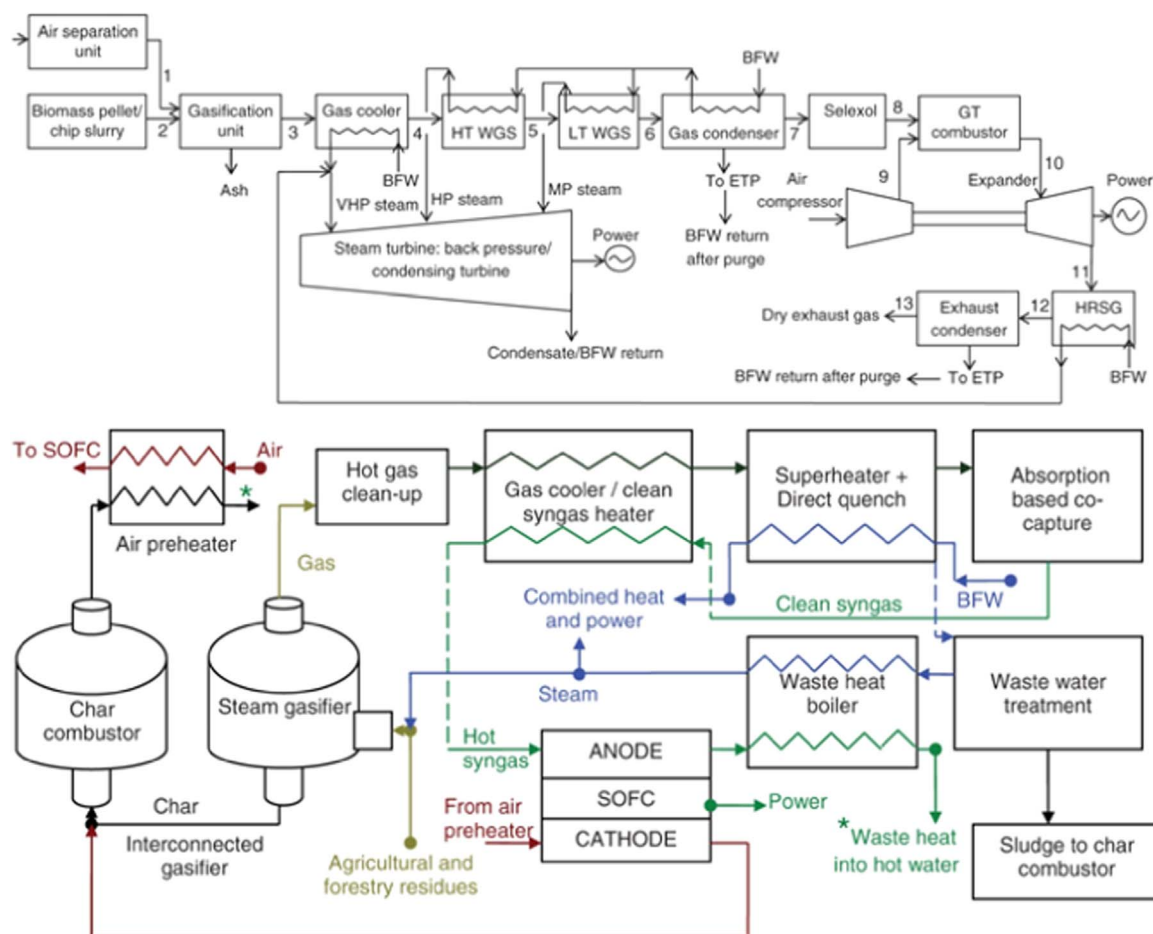 Air separation
unit
1
Biomass pellet/
chip slurry
2
Gasification
unit
Ash
3
Gas cooler
BFW
4
VHP steam
HP steam
HT WGS
5
MP steam
LT WGS
6
BFW
Gas condenser
7
To ETP
BFW return
after purge
Selexol
8
GT
combustor
9
10
Air
compressor
Expander
Power
Steam turbine: back pressure/
condensing turbine
Power
Condensate/BFW return
11
HRSG
BFW
12
Exhaust
condenser
13
Dry exhaust gas
To ETP
BFW return after purge
To SOFC
Air
*
Air preheater
Hot gas
clean-up
Gas
Gas cooler / clean
syngas heater
Superheater +
Direct quench
Absorption
based co-
capture
BFW
Clean syngas
Combined heat
and power
Steam
Waste heat
boiler
Waste water
treatment
Char
combustor
Steam gasifier
Hot
syngas
ANODE
SOFC
CATHODE
Power
From air
preheater
*Waste heat
into hot water
Sludge to char
combustor
Char
Interconnected
gasifier
Agricultural and
forestry residues